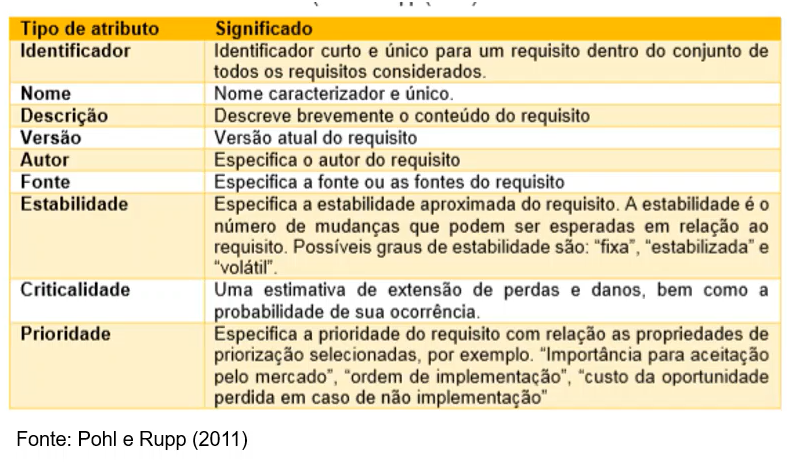 Tipo de atributo Significado
Identificador Identificador curto e único para um requisito dentro do conjunto de
todos os requisitos considerados.
Nome Nome caracterizador e único.
Descrição Descreve brevemente o conteúdo do requisito
Versão Versão atual do requisito
Autor Especifica o autor do requisito
Fonte Especifica a fonte ou as fontes do requisito
Estabilidade Especifica a estabilidade aproximada do requisito. A estabilidade é o
número de mudanças que podem ser esperadas em relação ao
requisito. Possíveis graus de estabilidade são: “fixa”, “estabilizada” e
“volátil”.
Criticalidade Uma estimativa de extensão de perdas e danos, bem como a
probabilidade de sua ocorrência.
Prioridade Especifica a prioridade do requisito com relação as propriedades de
priorização selecionadas, por exemplo. “Importância para aceitação
pelo mercado”, “ordem de implementação”, “custo da oportunidade
perdida em caso de não implementação”
Fonte: Pohl e Rupp (2011)